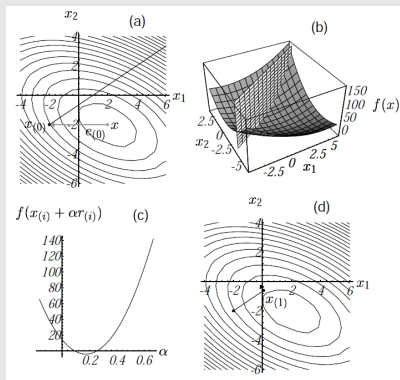 (a)
x2
4
2
-4 -2 2 4 6 x1
x(0) e(0) x
-4
-6
(b)
150
100
50
0
f(x)
2.5
0
-2.5
-5
x2
-2.5 0 2.5 5
x1
f(x(i) + αr(i)) (c)
140
120
100
80
60
40
20
0.2 0.4 0.6 α
(d)
x2
4
2
-4 -2 2 4 6 x1
-2 x(1)
-4
-6